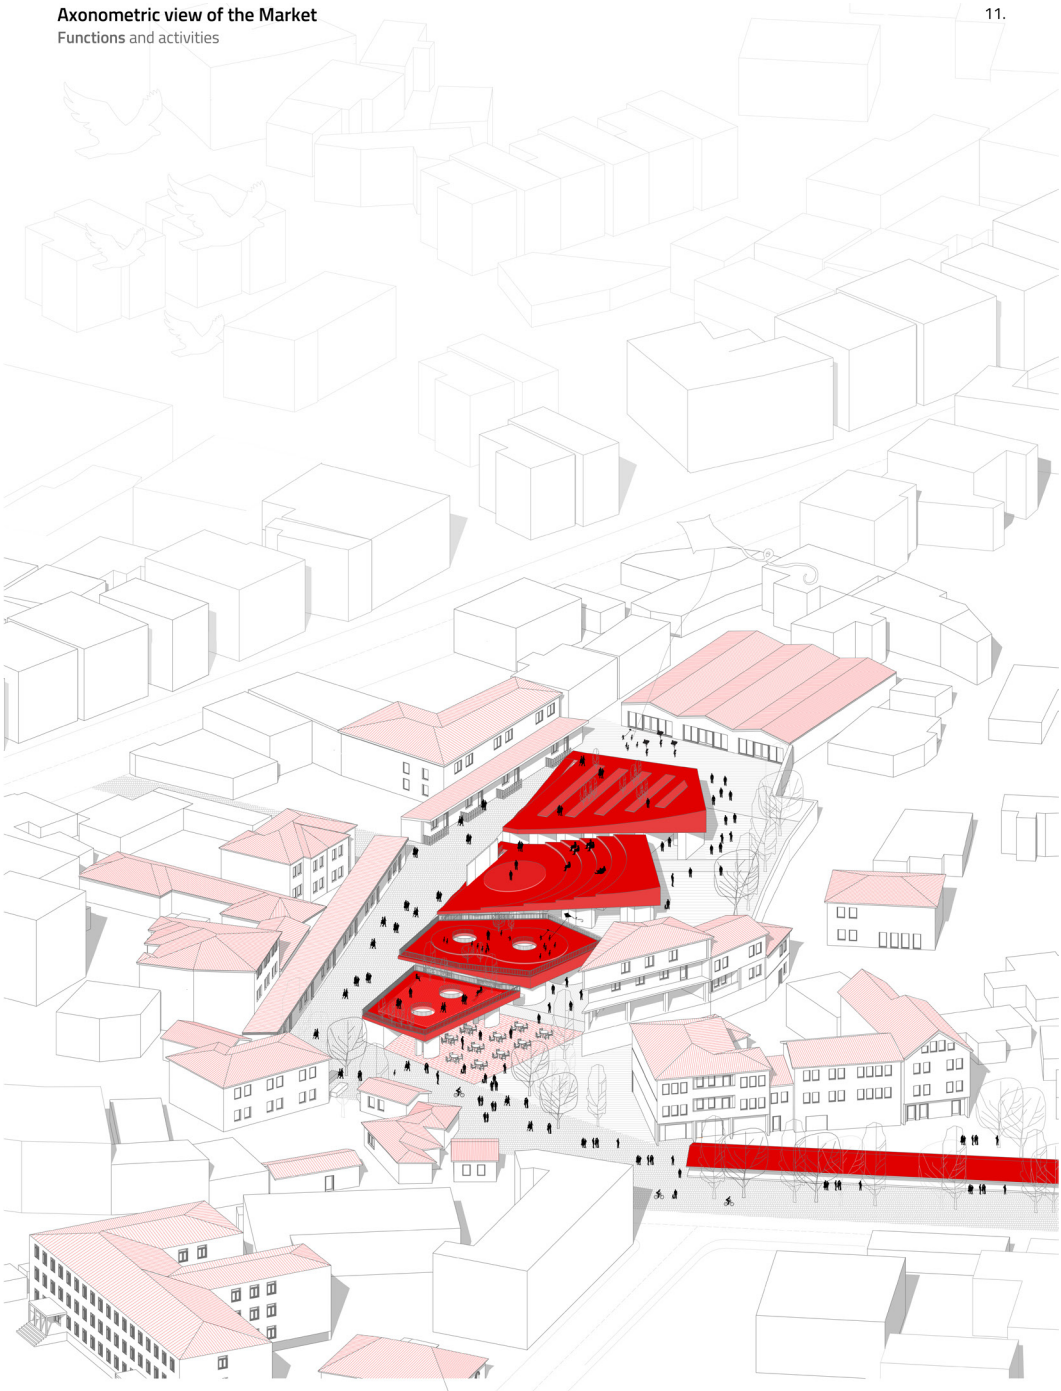 Axonometric view of the Market
11.
Functions and activities